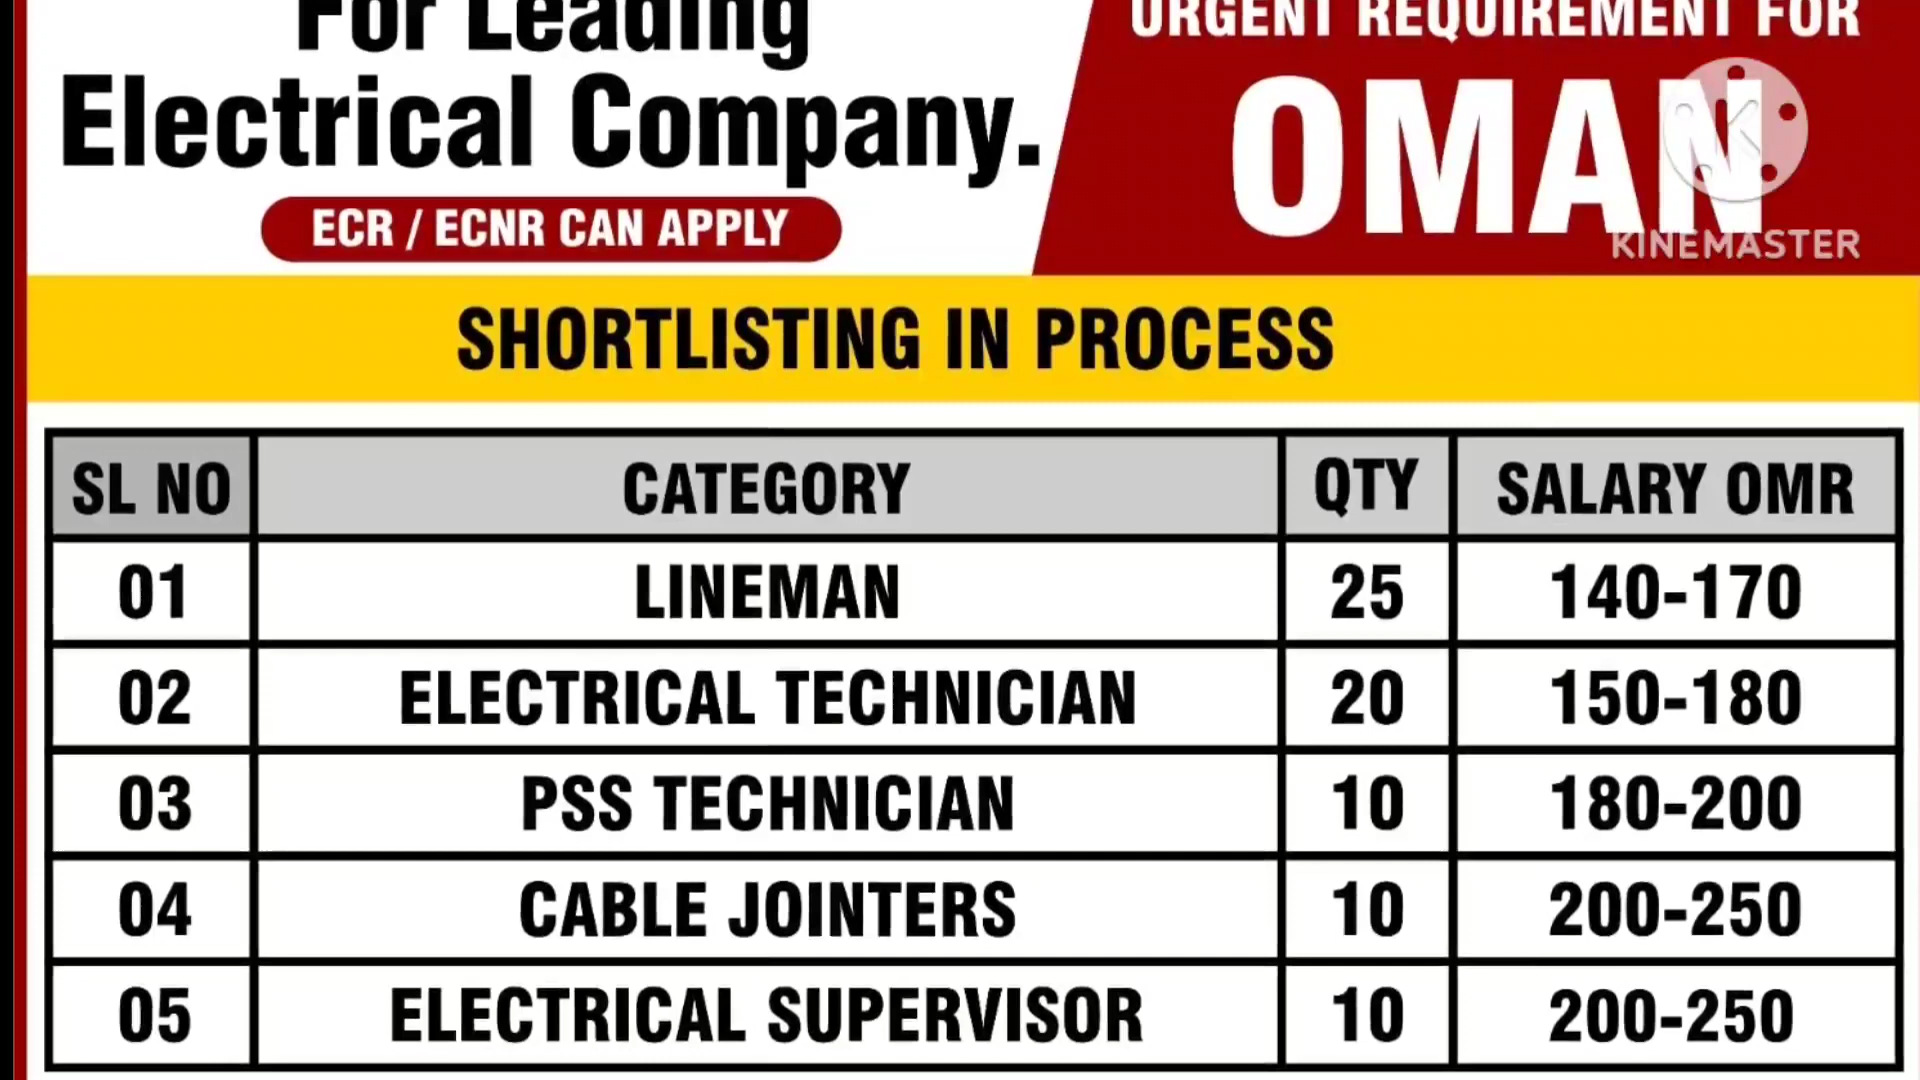 For Leading
Electrical Company.
ECR / ECNR CAN APPLY
URGENT REQUIREMENT FOR
OMAN
KINEMASTER
SHORTLISTING IN PROCESS
SL NO CATEGORY QTY SALARY OMR
01 LINEMAN 25 140-170
02 ELECTRICAL TECHNICIAN 20 150-180
03 PSS TECHNICIAN 10 180-200
04 CABLE JOINTERS 10 200-250
05 ELECTRICAL SUPERVISOR 10 200-250